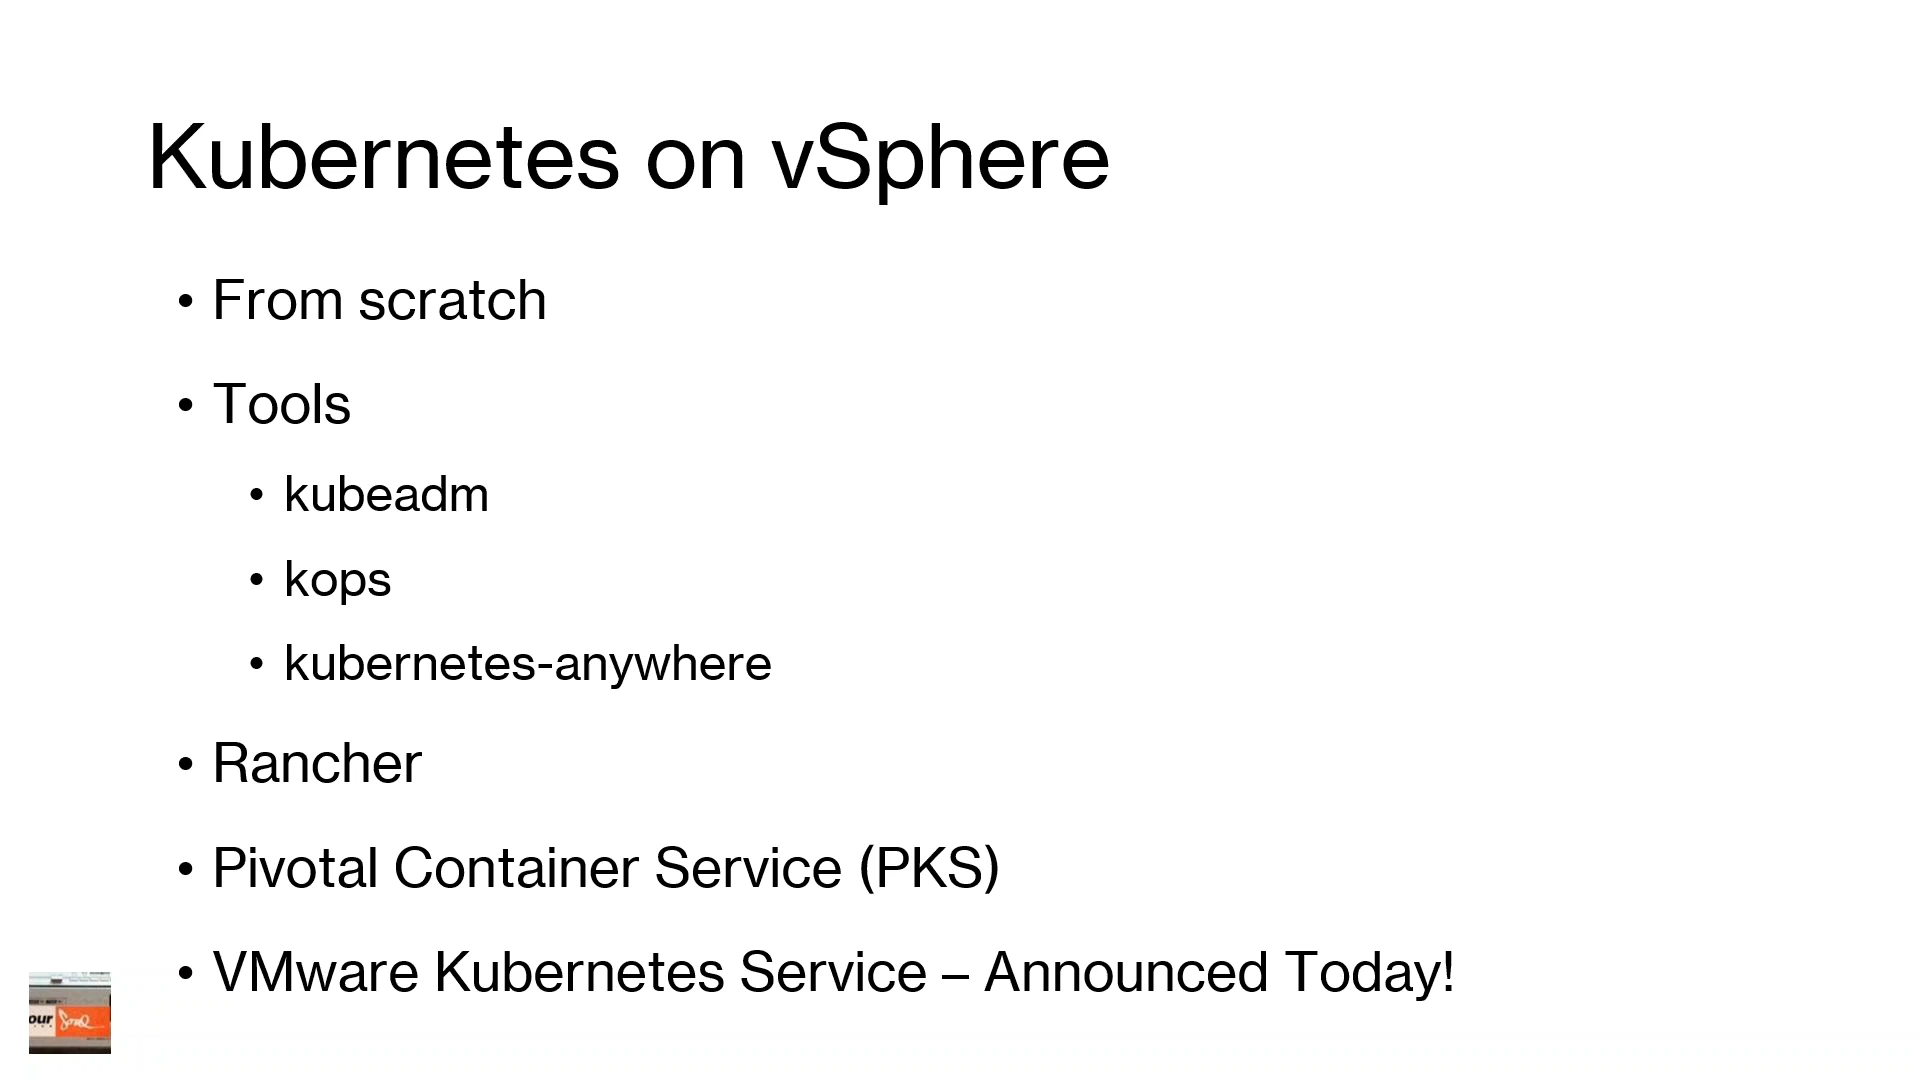 Kubernetes on vSphere
• From scratch
• Tools
• kubeadm
• kops
• kubernetes-anywhere
• Rancher
• Pivotal Container Service (PKS)
• VMware Kubernetes Service – Announced Today!
our